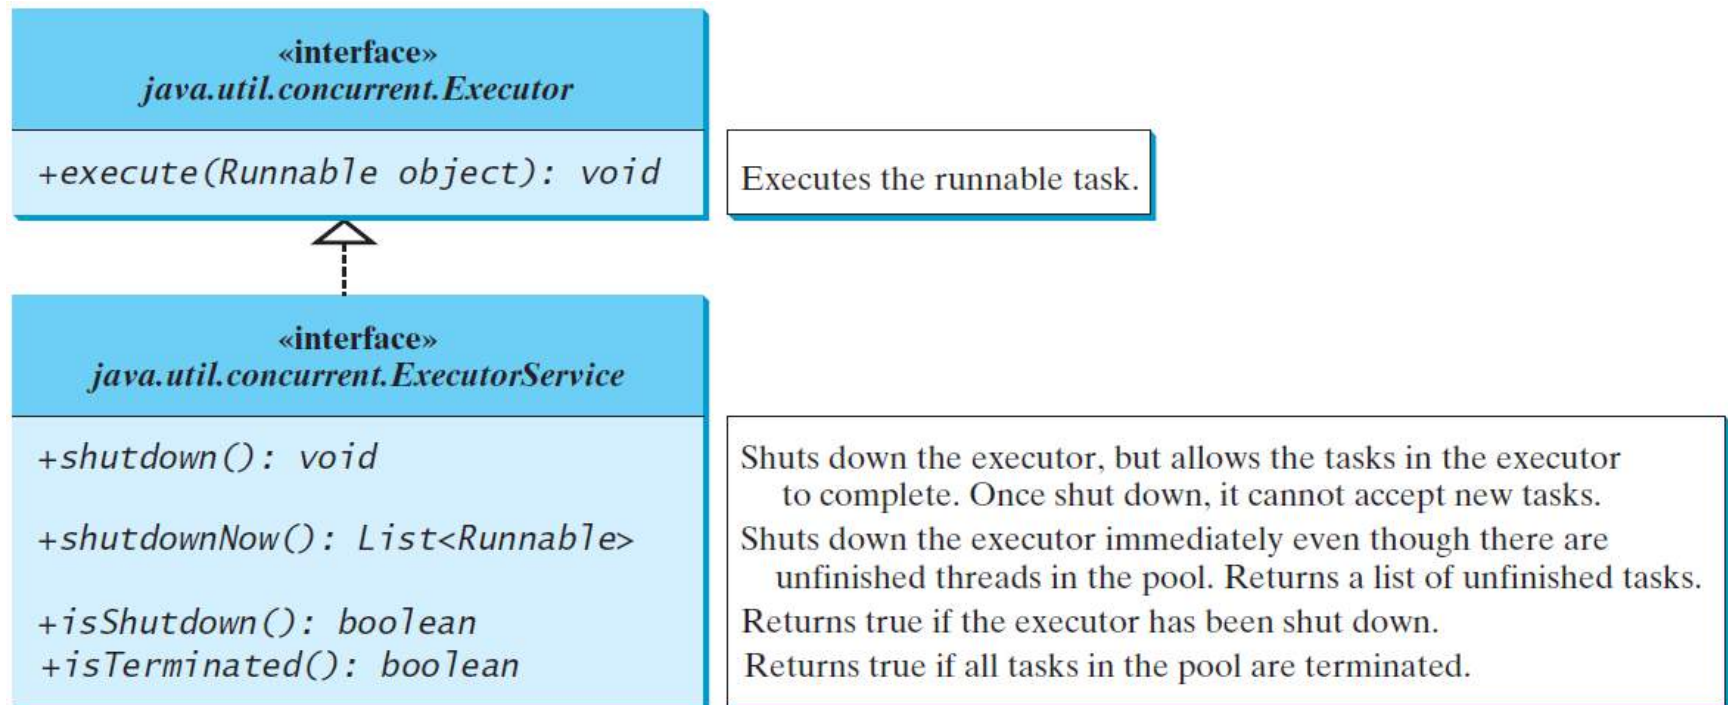 «interface»
java.util.concurrent.Executor
+execute(Runnable object): void
Executes the runnable task.
«interface»
java.util.concurrent.ExecutorService
+shutdown(): void
Shuts down the executor, but allows the tasks in the executor
to complete. Once shut down, it cannot accept new tasks.
+shutdownNow(): List<Runnable>
Shuts down the executor immediately even though there are
unfinished threads in the pool. Returns a list of unfinished tasks.
+isShutdown(): boolean
Returns true if the executor has been shut down.
+isTerminated(): boolean
Returns true if all tasks in the pool are terminated.